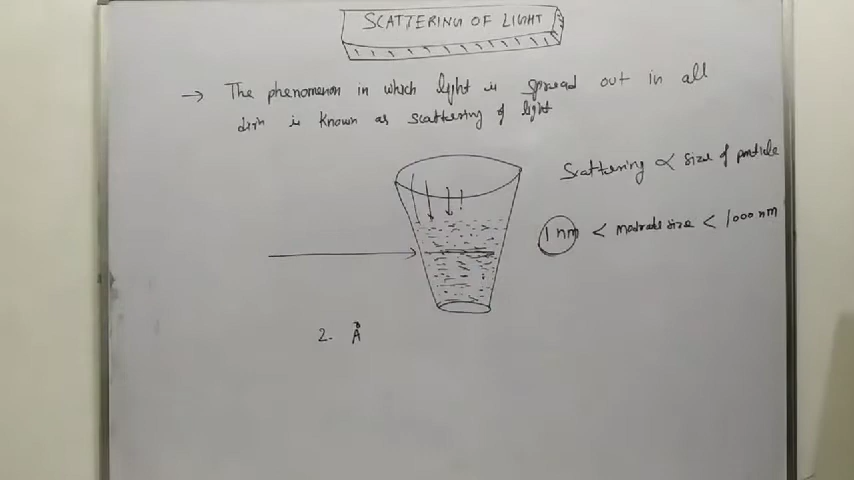 SCATTERING OF LIGHT
→ The phenomenon in which light is spread out in all
dirn is known as scattering of light
Scattering ∝ size of particle
1 nm < moderate size < 1000 nm
2. Å